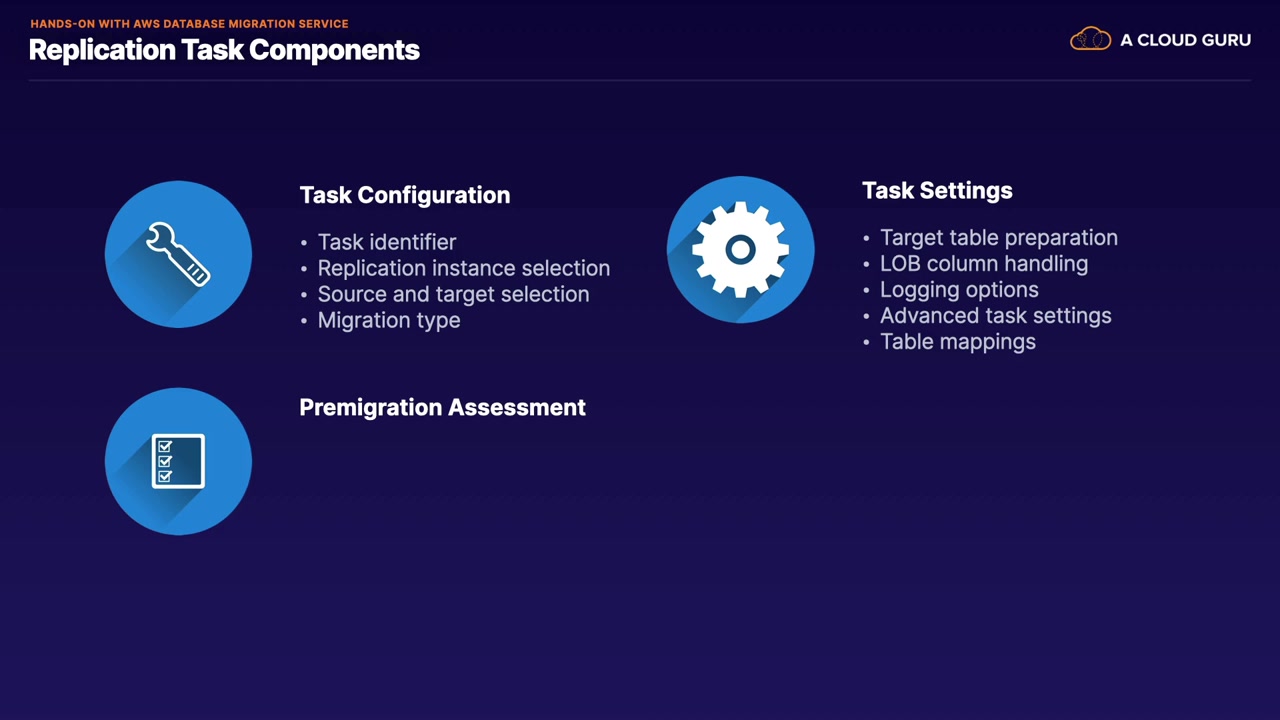 HANDS-ON WITH AWS DATABASE MIGRATION SERVICE
Replication Task Components
A CLOUD GURU
Task Configuration
• Task identifier
• Replication instance selection
• Source and target selection
• Migration type
Task Settings
• Target table preparation
• LOB column handling
• Logging options
• Advanced task settings
• Table mappings
Premigration Assessment